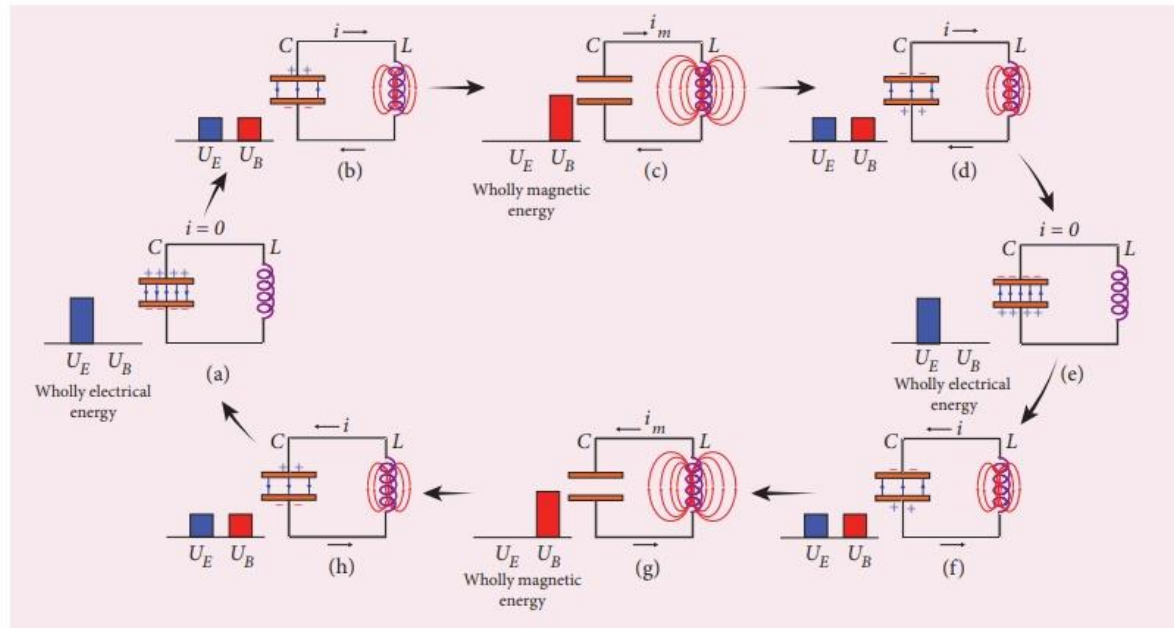 i
C
L
U_E
U_B
(b)
i_m
C
L
U_E
U_B
Wholly magnetic
energy
(c)
i
C
L
U_E
U_B
(d)
i = 0
C
L
U_E
U_B
Wholly electrical
energy
(a)
i = 0
C
L
U_E
U_B
Wholly electrical
energy
(e)
i
C
L
U_E
U_B
(h)
i_m
C
L
U_E
U_B
Wholly magnetic
energy
(g)
i
C
L
U_E
U_B
(f)